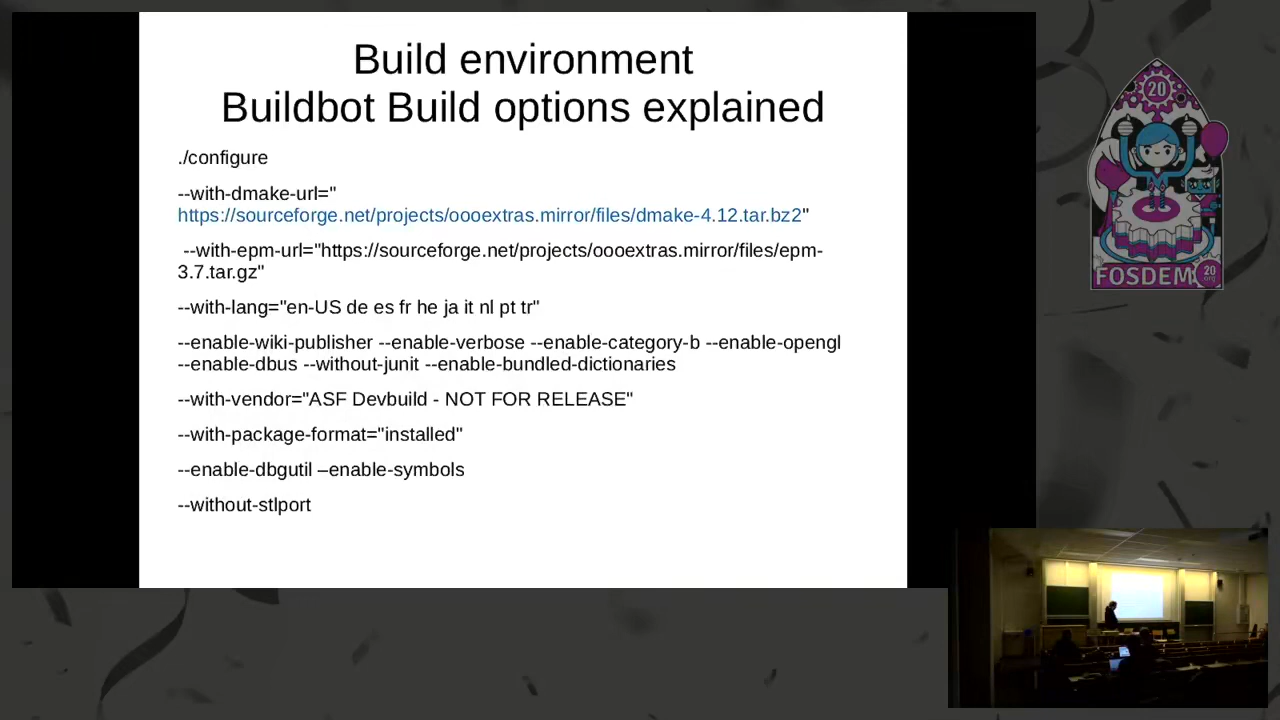 Build environment
Buildbot Build options explained
./configure
--with-dmake-url="
https://sourceforge.net/projects/oooextras.mirror/files/dmake-4.12.tar.bz2"
--with-epm-url="https://sourceforge.net/projects/oooextras.mirror/files/epm-
3.7.tar.gz"
--with-lang="en-US de es fr he ja it nl pt tr"
--enable-wiki-publisher --enable-verbose --enable-category-b --enable-opengl
--enable-dbus --without-junit --enable-bundled-dictionaries
--with-vendor="ASF Devbuild - NOT FOR RELEASE"
--with-package-format="installed"
--enable-dbgutil –enable-symbols
--without-stlport
20
FOSDEM
20
.org